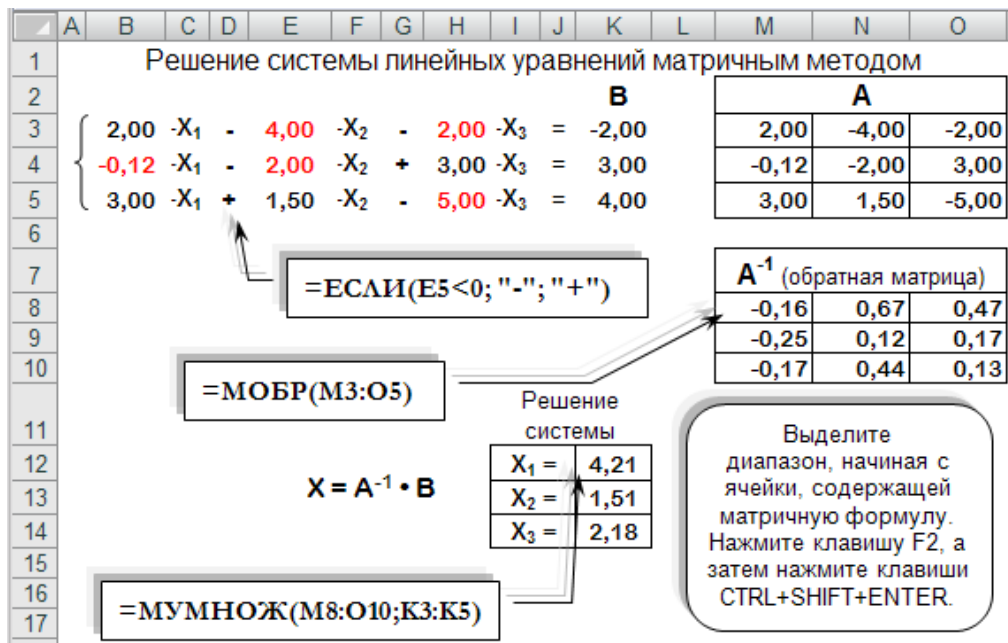 A B C D E F G H I J K L M N O
1 Решение системы линейных уравнений матричным методом
2 B A
3 2,00 ·X₁ - 4,00 ·X₂ - 2,00 ·X₃ = -2,00 2,00 -4,00 -2,00
4 -0,12 ·X₁ - 2,00 ·X₂ + 3,00 ·X₃ = 3,00 -0,12 -2,00 3,00
5 3,00 ·X₁ + 1,50 ·X₂ - 5,00 ·X₃ = 4,00 3,00 1,50 -5,00
6
=ЕСЛИ(E5<0; "-"; "+")
7 A⁻¹ (обратная матрица)
8 -0,16 0,67 0,47
9 -0,25 0,12 0,17
10 -0,17 0,44 0,13
=МОБР(M3:O5)
Решение
11 системы
12 X₁ = 4,21
13 X₂ = 1,51
14 X₃ = 2,18
X = A⁻¹ • B
15
16
17
=МУМНОЖ(M8:O10;K3:K5)
Выделите
диапазон, начиная с
ячейки, содержащей
матричную формулу.
Нажмите клавишу F2, а
затем нажмите клавиши
CTRL+SHIFT+ENTER.